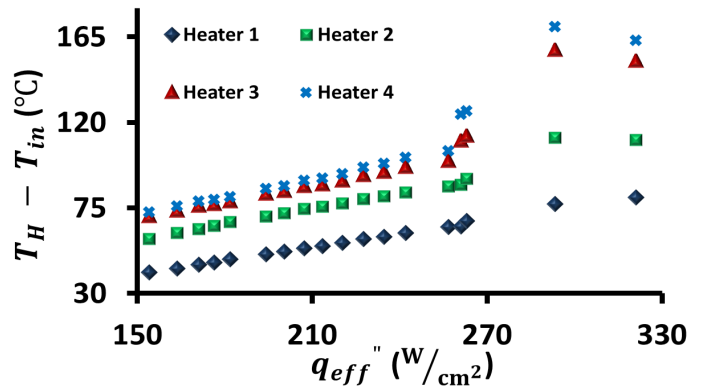 165
120
75
30
T_H − T_in (°C)
Heater 1
Heater 2
Heater 3
Heater 4
150
210
270
330
q_eff" (W/cm²)